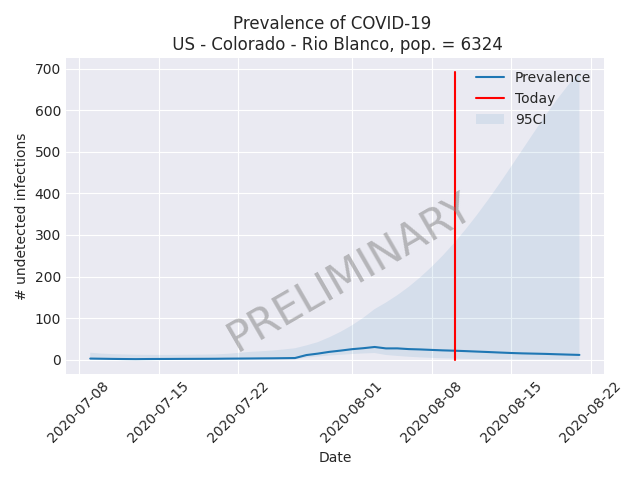 Prevalence of COVID-19
US - Colorado - Rio Blanco, pop. = 6324
700
600
500
400
300
200
100
0
# undetected infections
Prevalence
Today
95CI
PRELIMINARY
2020-07-08
2020-07-15
2020-07-22
2020-08-01
2020-08-08
2020-08-15
2020-08-22
Date